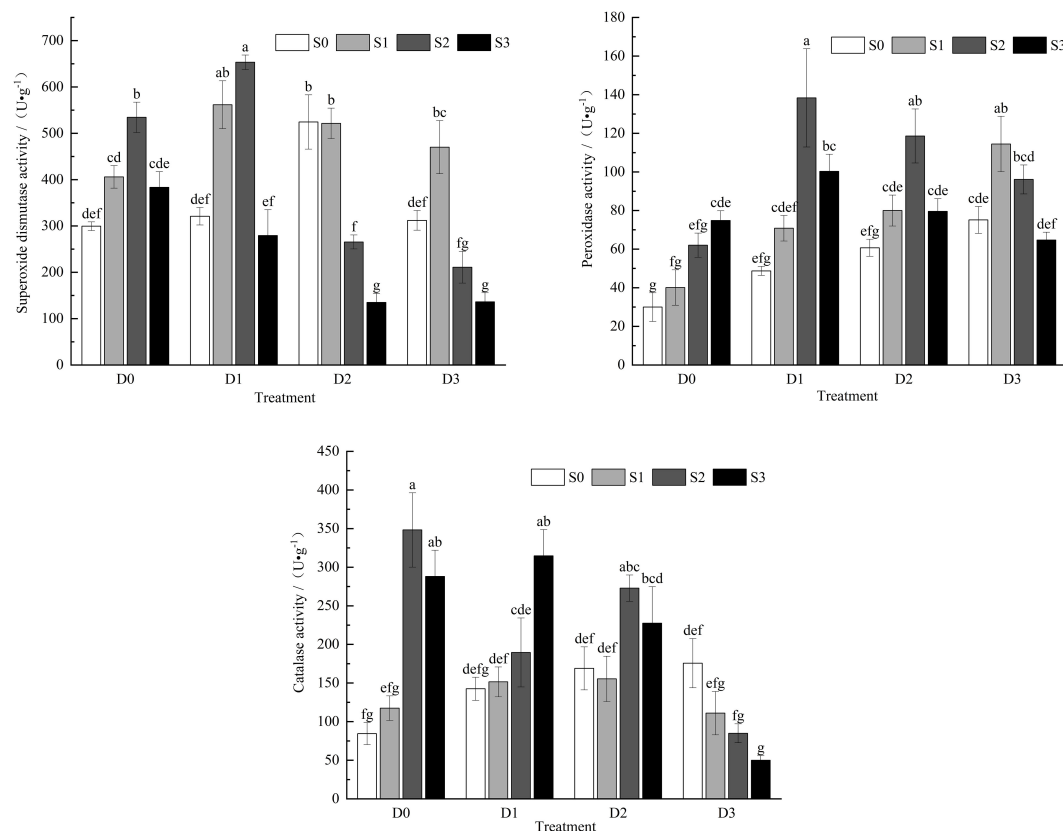 S0 S1 S2 S3
Superoxide dismutase activity / （U•g-1）
700
600
500
400
300
200
100
0
def cd b cde
def ab a ef
b b f g
def bc fg g
D0 D1 D2 D3
Treatment
S0 S1 S2 S3
Peroxidase activity / （U•g-1）
180
160
140
120
100
80
60
40
20
0
g fg efg cde
efg cdef a bc
efg cde ab cde
cde ab bcd def
D0 D1 D2 D3
Treatment
S0 S1 S2 S3
Catalase activity / （U•g-1）
450
400
350
300
250
200
150
100
50
0
fg efg a ab
defg def cde ab
def def abc bcd
def efg fg g
D0 D1 D2 D3
Treatment